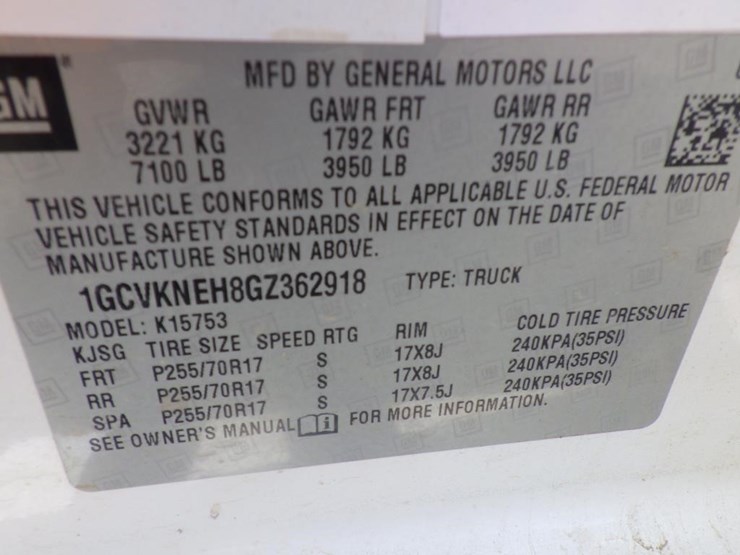 GM
MFD BY GENERAL MOTORS LLC
GVWR GAWR FRT GAWR RR
3221 KG 1792 KG 1792 KG
7100 LB 3950 LB 3950 LB
THIS VEHICLE CONFORMS TO ALL APPLICABLE U.S. FEDERAL MOTOR
VEHICLE SAFETY STANDARDS IN EFFECT ON THE DATE OF
MANUFACTURE SHOWN ABOVE.
1GCVKNEH8GZ362918 TYPE: TRUCK
MODEL: K15753
KJSG TIRE SIZE SPEED RTG RIM COLD TIRE PRESSURE
FRT P255/70R17 S 17X8J 240KPA(35PSI)
RR P255/70R17 S 17X8J 240KPA(35PSI)
SPA P255/70R17 S 17X7.5J 240KPA(35PSI)
SEE OWNER'S MANUAL i FOR MORE INFORMATION.